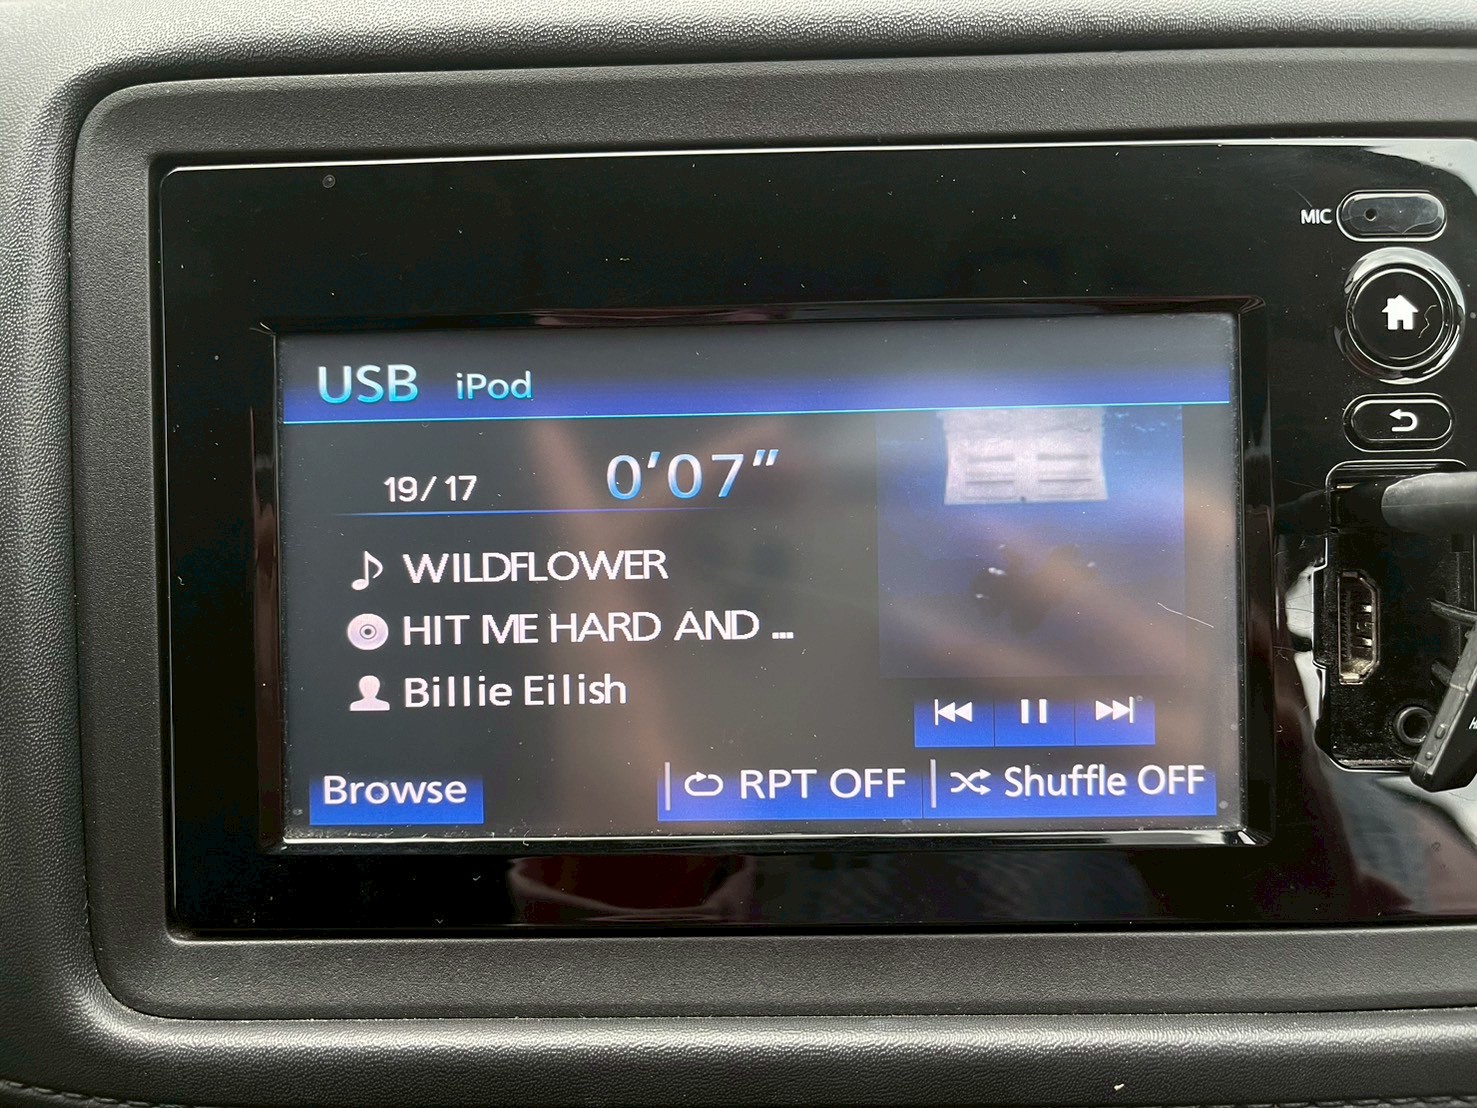 MIC
USB iPod
19/17 0'07"
WILDFLOWER
HIT ME HARD AND ...
Billie Eilish
Browse RPT OFF Shuffle OFF